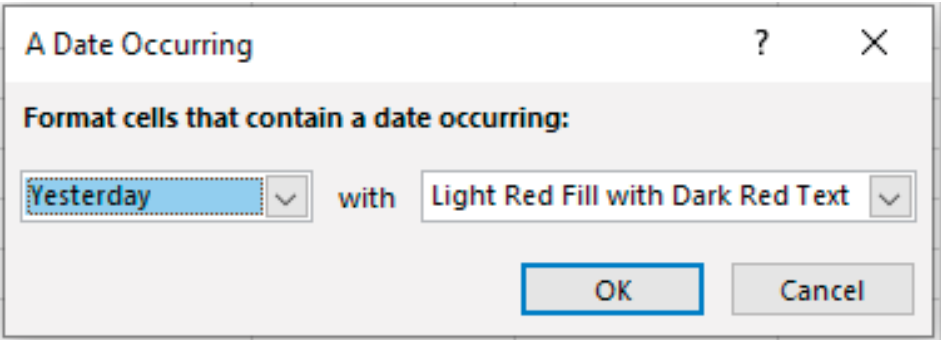 A Date Occurring ?
Format cells that contain a date occurring:
Yesterday with Light Red Fill with Dark Red Text
OK Cancel